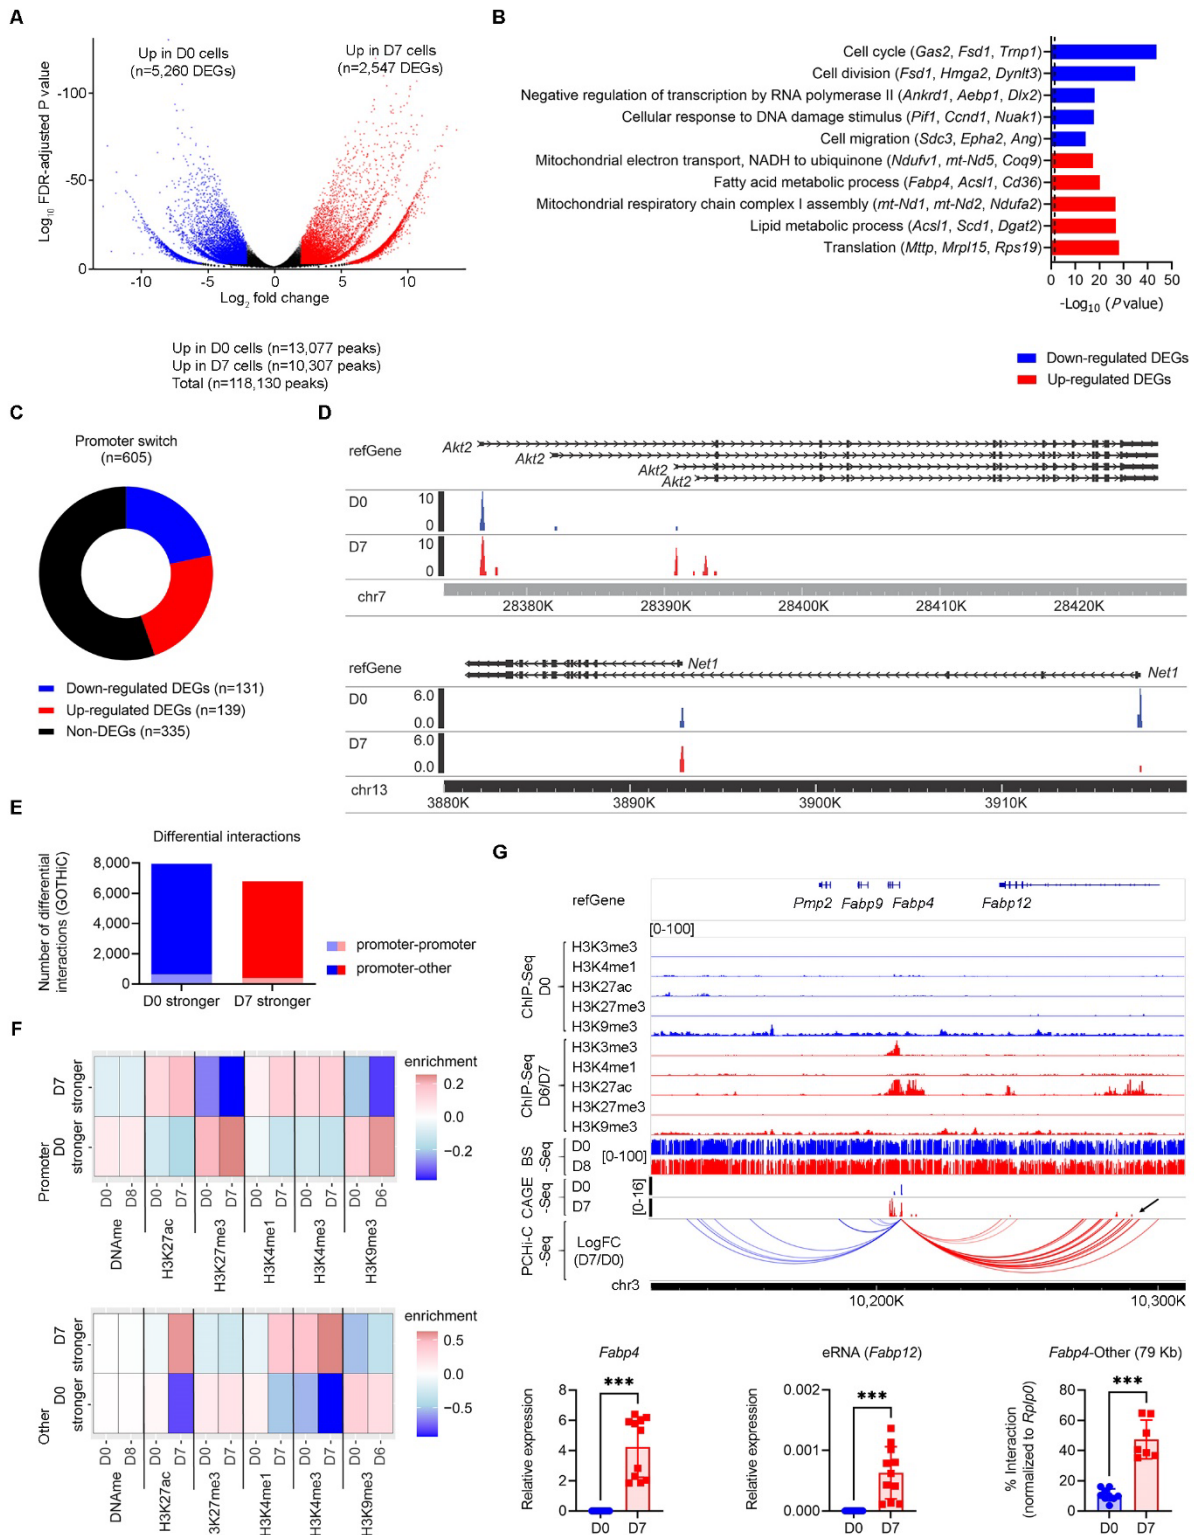 A
Up in D0 cells
(n=5,260 DEGs)
Up in D7 cells
(n=2,547 DEGs)
Log10 FDR-adjusted P value
-100
-50
0
-10
-5
0
5
10
Log2 fold change
Up in D0 cells (n=13,077 peaks)
Up in D7 cells (n=10,307 peaks)
Total (n=118,130 peaks)
B
Cell cycle (Gas2, Fsd1, Trnp1)
Cell division (Fsd1, Hmga2, Dynlt3)
Negative regulation of transcription by RNA polymerase II (Ankrd1, Aebp1, Dlx2)
Cellular response to DNA damage stimulus (Pif1, Ccnd1, Nuak1)
Cell migration (Sdc3, Epha2, Ang)
Mitochondrial electron transport, NADH to ubiquinone (Ndufv1, mt-Nd5, Coq9)
Fatty acid metabolic process (Fabp4, Acsl1, Cd36)
Mitochondrial respiratory chain complex I assembly (mt-Nd1, mt-Nd2, Ndufa2)
Lipid metabolic process (Acsl1, Scd1, Dgat2)
Translation (Mttp, Mrpl15, Rps19)
0 10 20 30 40 50
-Log10 (P value)
Down-regulated DEGs
Up-regulated DEGs
C
Promoter switch
(n=605)
Down-regulated DEGs (n=131)
Up-regulated DEGs (n=139)
Non-DEGs (n=335)
D
refGene
Akt2
Akt2
Akt2
Akt2
D0
10
0
D7
10
0
chr7
28380K 28390K 28400K 28410K 28420K
refGene
Net1
Net1
D0
6.0
0.0
D7
6.0
0.0
chr13
3880K 3890K 3900K 3910K
E
Differential interactions
Number of differential
interactions (GOTHiC)
8,000
6,000
4,000
2,000
0
D0 stronger
D7 stronger
promoter-promoter
promoter-other
F
Promoter
D7
stronger
D0
stronger
enrichment
0.2
0.0
−0.2
D0 D8 D0 D7 D0 D7 D0 D7 D0 D7 D0 D6
DNAme
H3K27ac
H3K27me3
H3K4me1
H3K4me3
H3K9me3
Other
D7
stronger
D0
stronger
enrichment
0.5
0.0
−0.5
D0 D8 D0 D7 D0 D7 D0 D7 D0 D7 D0 D6
DNAme
H3K27ac
3K27me3
H3K4me1
H3K4me3
H3K9me3
G
refGene
Pmp2 Fabp9 Fabp4 Fabp12
[0-100]
ChIP-Seq
D0
H3K3me3
H3K4me1
H3K27ac
H3K27me3
H3K9me3
ChIP-Seq
D6/D7
H3K3me3
H3K4me1
H3K27ac
H3K27me3
H3K9me3
BS
-Seq
D0
D8
[0-100]
CAGE
-Seq
D0
D7
[0-16]
PCHi-C
-Seq
LogFC
(D7/D0)
chr3
10,200K 10,300K
Fabp4
***
Relative expression
8
6
4
2
0
D0 D7
eRNA (Fabp12)
***
Relative expression
0.002
0.001
0.000
D0 D7
Fabp4-Other (79 Kb)
***
% Interaction
(normalized to Rplp0)
80
60
40
20
0
D0 D7